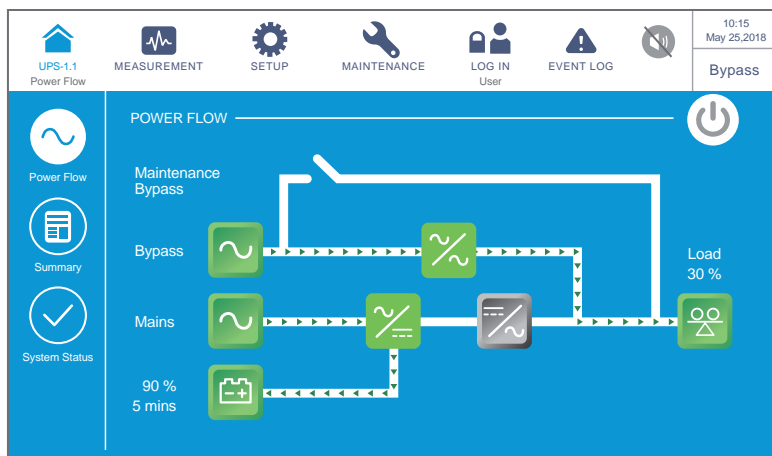 UPS-1.1
Power Flow
MEASUREMENT
SETUP
MAINTENANCE
LOG IN
User
EVENT LOG
10:15
May 25,2018
Bypass
Power Flow
Summary
System Status
POWER FLOW
Maintenance
Bypass
Bypass
Mains
90 %
5 mins
Load
30 %